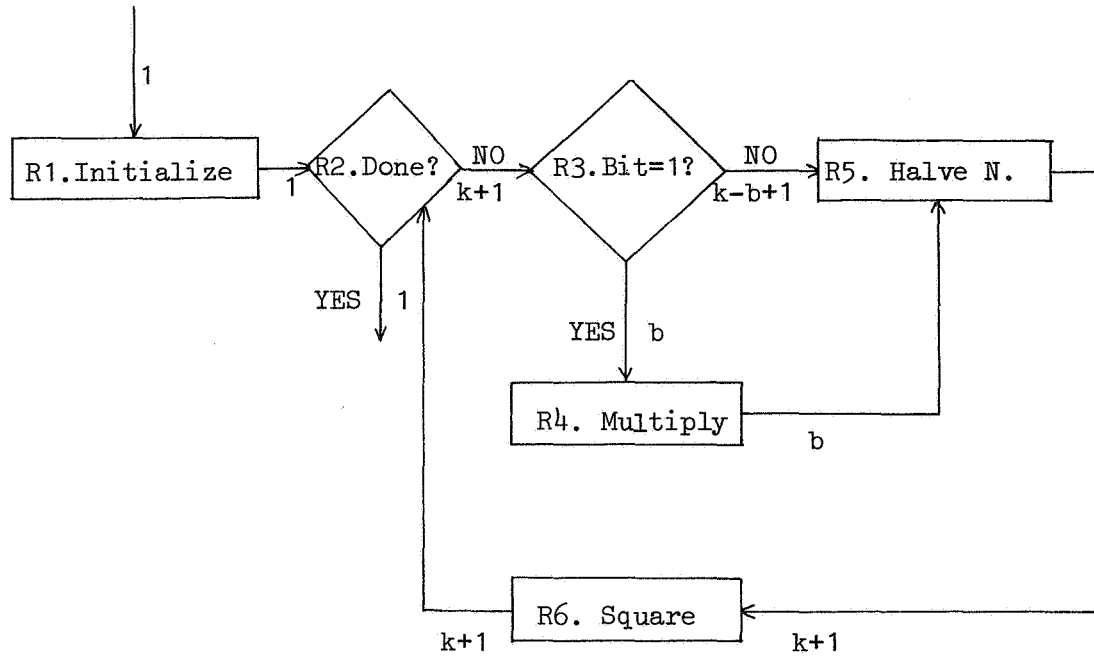 1
R1.Initialize
1
R2.Done?
NO
k+1
R3.Bit=1?
NO
k-b+1
R5. Halve N.
YES 1
YES b
R4. Multiply
b
R6. Square
k+1
k+1